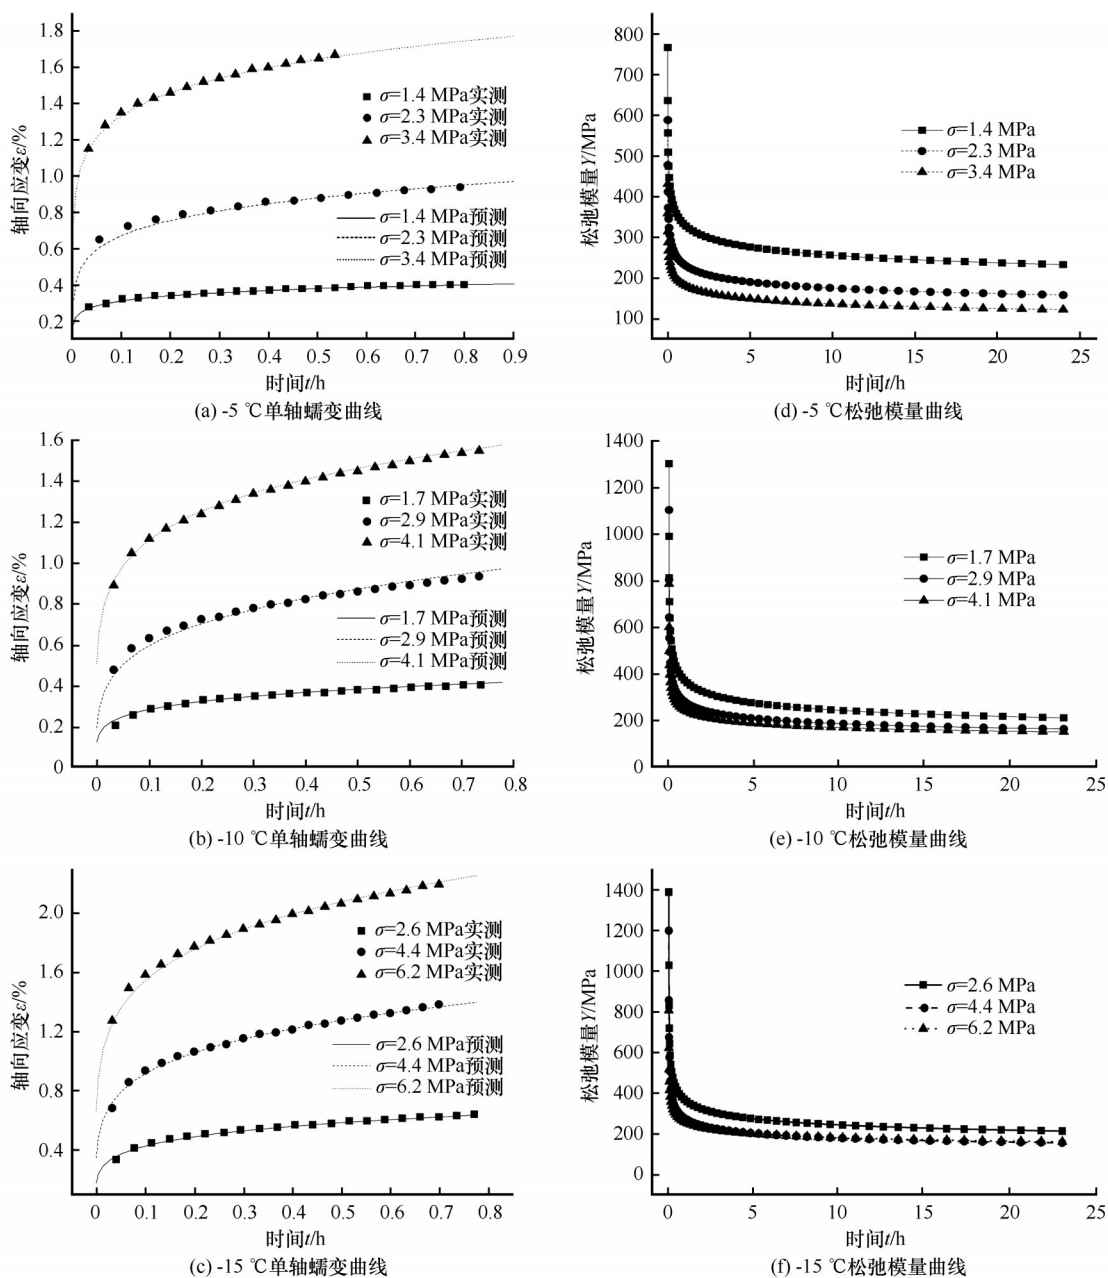 1.8
1.6
1.4
1.2
1.0
0.8
0.6
0.4
0.2
轴向应变ε/%
σ=1.4 MPa实测
σ=2.3 MPa实测
σ=3.4 MPa实测
σ=1.4 MPa预测
σ=2.3 MPa预测
σ=3.4 MPa预测
0 0.1 0.2 0.3 0.4 0.5 0.6 0.7 0.8 0.9
时间t/h
(a) -5 ℃单轴蠕变曲线
800
700
600
500
400
300
200
100
松弛模量Y/MPa
σ=1.4 MPa
σ=2.3 MPa
σ=3.4 MPa
0 5 10 15 20 25
时间t/h
(d) -5 ℃松弛模量曲线
1.6
1.4
1.2
1.0
0.8
0.6
0.4
0.2
0
轴向应变ε/%
σ=1.7 MPa实测
σ=2.9 MPa实测
σ=4.1 MPa实测
σ=1.7 MPa预测
σ=2.9 MPa预测
σ=4.1 MPa预测
0 0.1 0.2 0.3 0.4 0.5 0.6 0.7 0.8
时间t/h
(b) -10 ℃单轴蠕变曲线
1400
1200
1000
800
600
400
200
0
松弛模量Y/MPa
σ=1.7 MPa
σ=2.9 MPa
σ=4.1 MPa
0 5 10 15 20 25
时间t/h
(e) -10 ℃松弛模量曲线
2.0
1.6
1.2
0.8
0.4
轴向应变ε/%
σ=2.6 MPa实测
σ=4.4 MPa实测
σ=6.2 MPa实测
σ=2.6 MPa预测
σ=4.4 MPa预测
σ=6.2 MPa预测
0 0.1 0.2 0.3 0.4 0.5 0.6 0.7 0.8
时间t/h
(c) -15 ℃单轴蠕变曲线
1400
1200
1000
800
600
400
200
0
松弛模量Y/MPa
σ=2.6 MPa
σ=4.4 MPa
σ=6.2 MPa
0 5 10 15 20 25
时间t/h
(f) -15 ℃松弛模量曲线